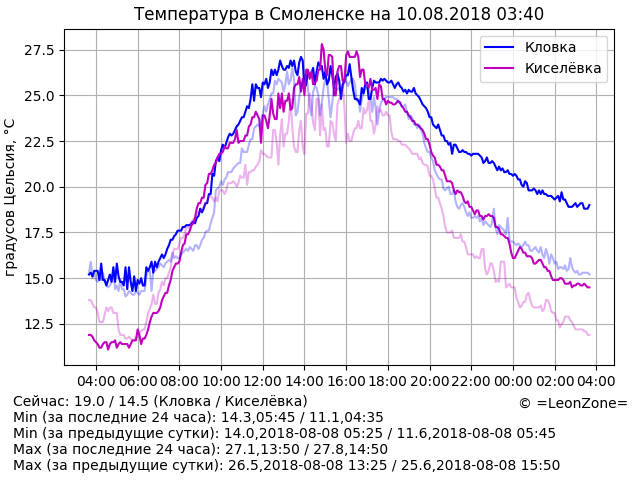 Температура в Смоленске на 10.08.2018 03:40
Кловка
Киселёвка
27.5
25.0
22.5
20.0
17.5
15.0
12.5
градусов Цельсия, °C
04:00 06:00 08:00 10:00 12:00 14:00 16:00 18:00 20:00 22:00 00:00 02:00 04:00
Сейчас: 19.0 / 14.5 (Кловка / Киселёвка)
© =LeonZone=
Min (за последние 24 часа): 14.3,05:45 / 11.1,04:35
Min (за предыдущие сутки): 14.0,2018-08-08 05:25 / 11.6,2018-08-08 05:45
Max (за последние 24 часа): 27.1,13:50 / 27.8,14:50
Max (за предыдущие сутки): 26.5,2018-08-08 13:25 / 25.6,2018-08-08 15:50